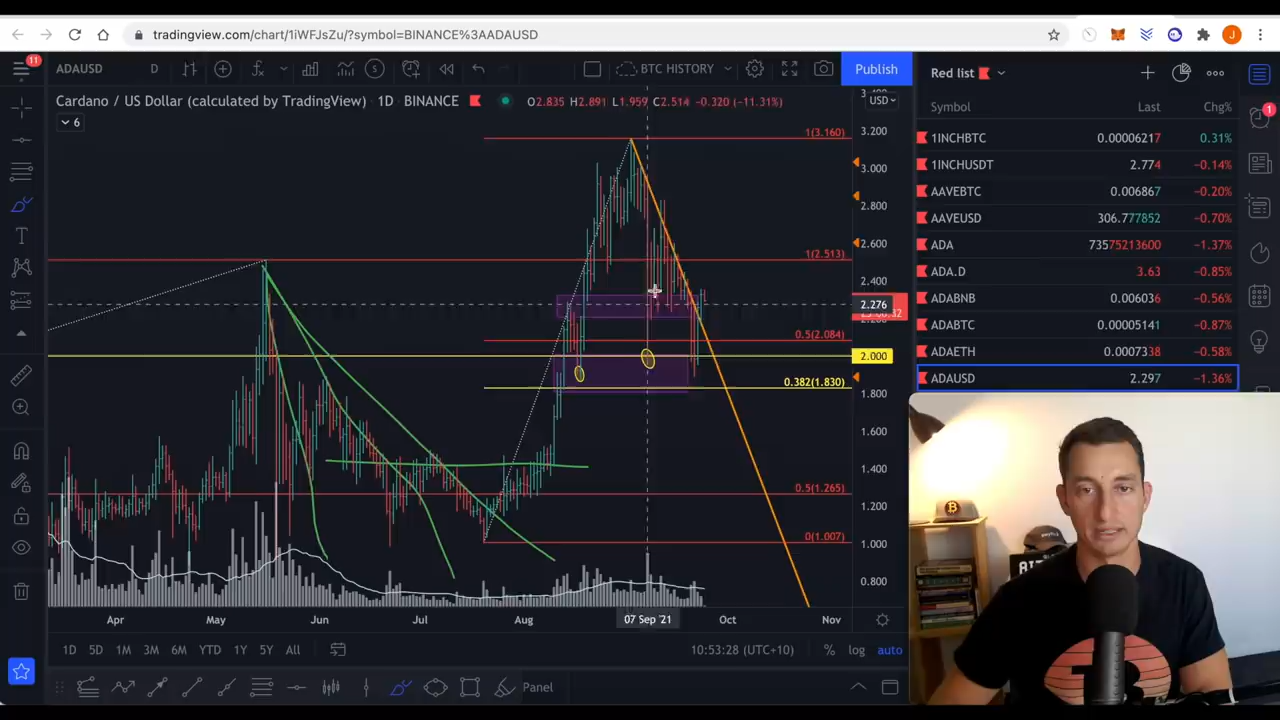 tradingview.com/chart/1iWFJsZu/?symbol=BINANCE%3AADAUSD
J
11
ADAUSD D
BTC HISTORY
Publish
Cardano / US Dollar (calculated by TradingView) • 1D • BINANCE O2.835 H2.891 L1.959 C2.514 -0.320 (-11.31%)
6
USD
3.200
3.000
2.800
2.600
2.400
2.276
2.000
1.800
1.600
1.400
1.200
1.000
0.800
1(3.160)
1(2.513)
0.5(2.084)
0.382(1.830)
0.5(1.265)
0(1.007)
Apr May Jun Jul Aug 07 Sep '21 Oct Nov
1D 5D 1M 3M 6M YTD 1Y 5Y All
10:53:28 (UTC+10) % log auto
Panel
Red list
Symbol Last Chg%
1INCHBTC 0.00006217 0.31%
1INCHUSDT 2.774 −0.14%
AAVEBTC 0.006867 −0.20%
AAVEUSD 306.777852 −0.70%
ADA 73575213600 −1.37%
ADA.D 3.63 −0.85%
ADABNB 0.006036 −0.56%
ADABTC 0.00005141 −0.87%
ADAETH 0.0007338 −0.58%
ADAUSD 2.297 −1.36%
1